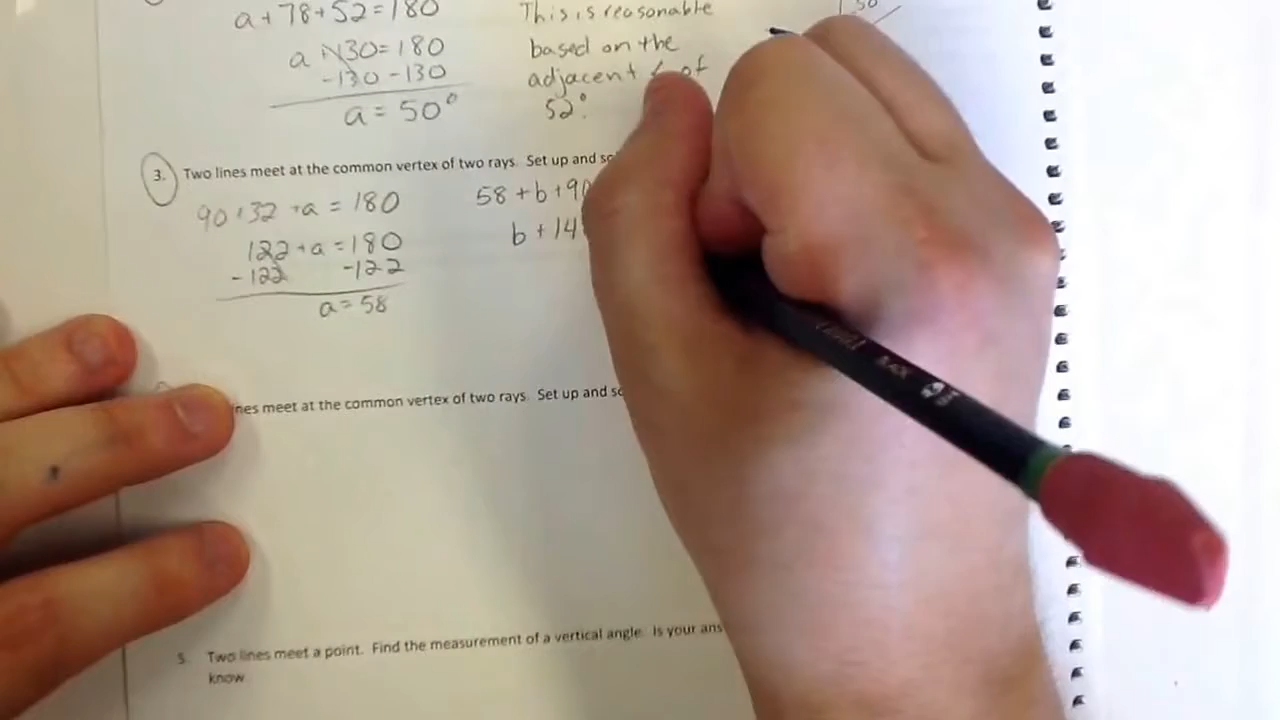 a+78+52=180
a+130=180
-130 -130
a=50°
This is reasonable
based on the
adjacent ∠ of
52°.
3. Two lines meet at the common vertex of two rays. Set up and
90+32+a=180
122+a=180
-122 -122
a=58
58+b+90
b+14
nes meet at the common vertex of two rays. Set up and
5. Two lines meet a point. Find the measurement of a vertical angle. Is your ans
know.
BLACK